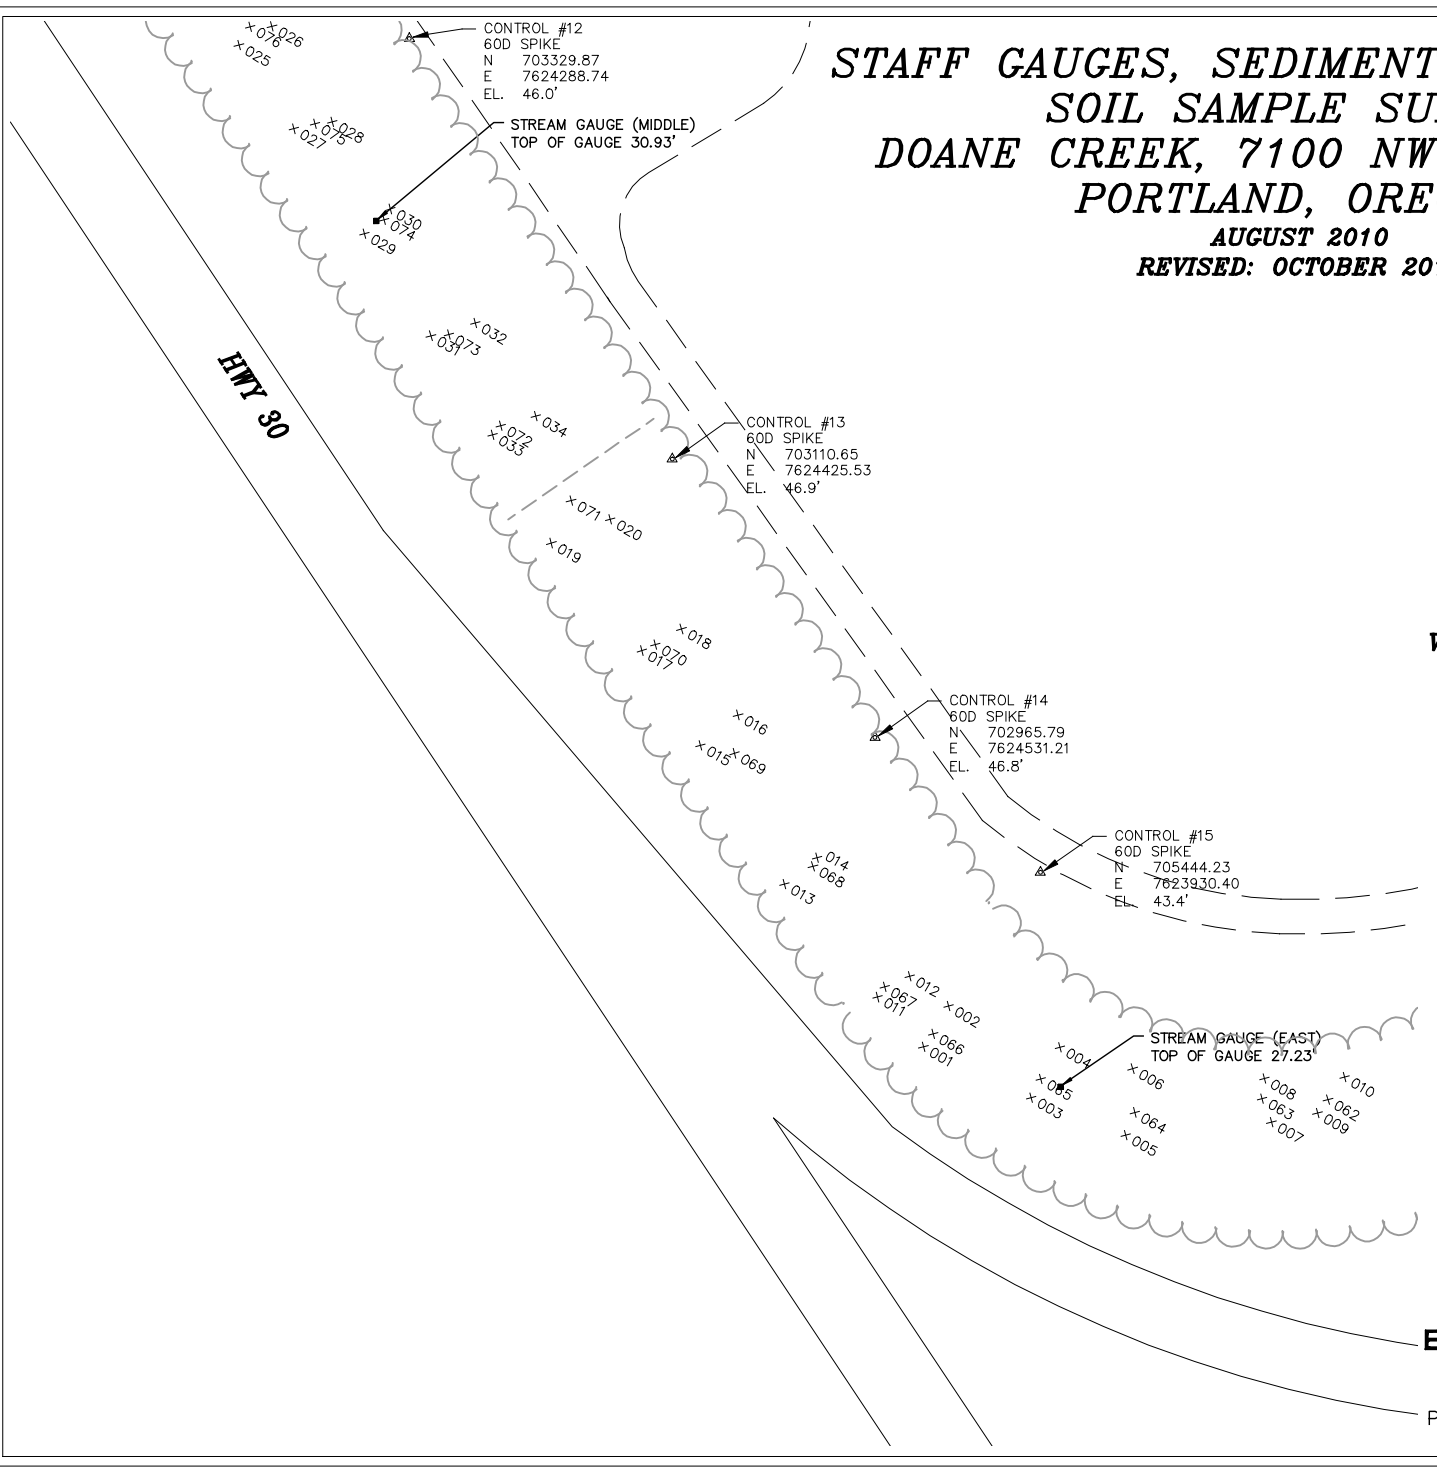 STAFF GAUGES, SEDIMENT
SOIL SAMPLE SU
DOANE CREEK, 7100 NW
PORTLAND, ORE
AUGUST 2010
REVISED: OCTOBER 20
CONTROL #12
60D SPIKE
N 703329.87
E 7624288.74
EL. 46.0'
STREAM GAUGE (MIDDLE)
TOP OF GAUGE 30.93'
HWY 30
CONTROL #13
60D SPIKE
N 703110.65
E 7624425.53
EL. 46.9'
CONTROL #14
60D SPIKE
N 702965.79
E 7624531.21
EL. 46.8'
CONTROL #15
60D SPIKE
N 705444.23
E 7623930.40
EL. 43.4'
STREAM GAUGE (EAST)
TOP OF GAUGE 27.23'
026
076
025
028
075
027
030
074
029
032
073
031
034
072
033
071
020
019
018
070
017
016
015
069
014
068
013
012
067
011
002
066
001
004
065
003
006
064
005
008
063
007
010
062
009
E
P